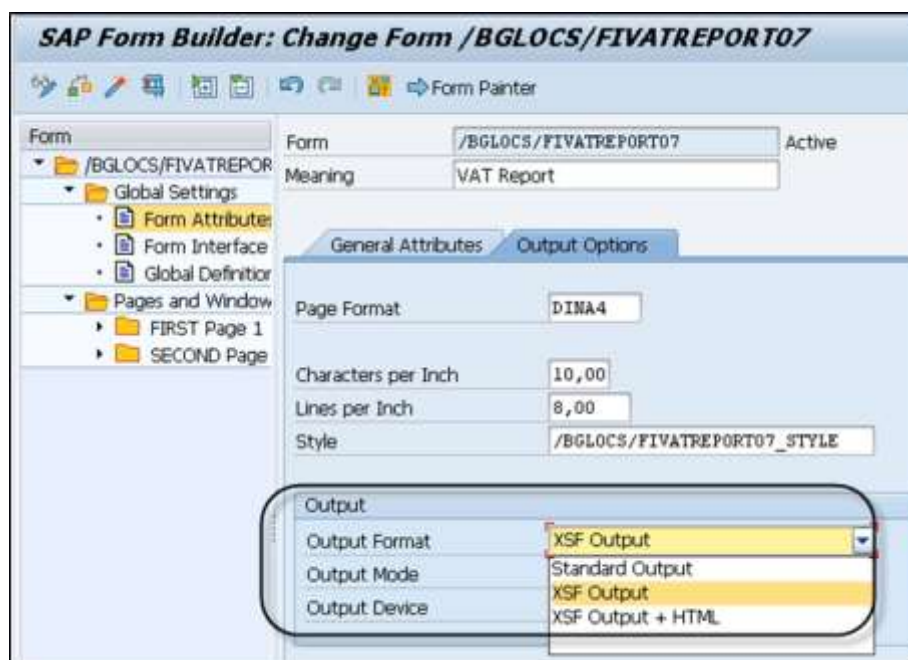 SAP Form Builder: Change Form /BGLOCS/FIVATREPORT07
Form Painter
Form
/BGLOCS/FIVATREPOR
Global Settings
Form Attributes
Form Interface
Global Definition
Pages and Window
FIRST Page 1
SECOND Page
Form /BGLOCS/FIVATREPORT07 Active
Meaning VAT Report
General Attributes Output Options
Page Format DINA4
Characters per Inch 10,00
Lines per Inch 8,00
Style /BGLOCS/FIVATREPORT07_STYLE
Output
Output Format XSF Output
Output Mode Standard Output
XSF Output
Output Device XSF Output + HTML